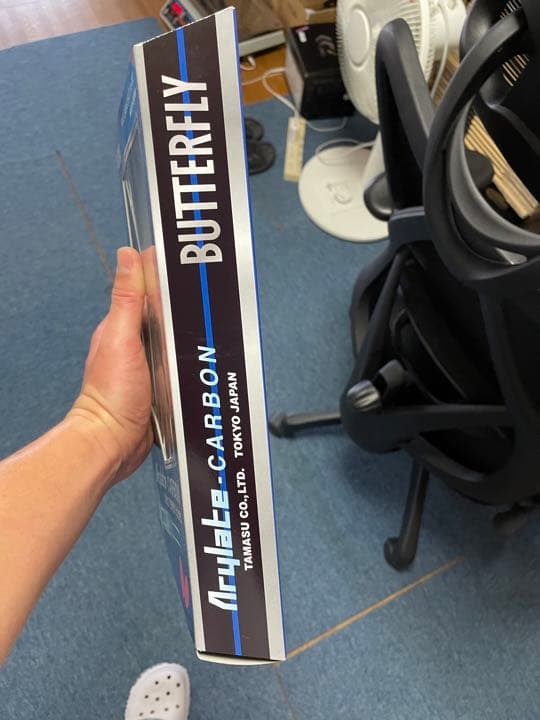 BUTTERFLY
Arylate-CARBON
TAMASU CO.,LTD. TOKYO JAPAN